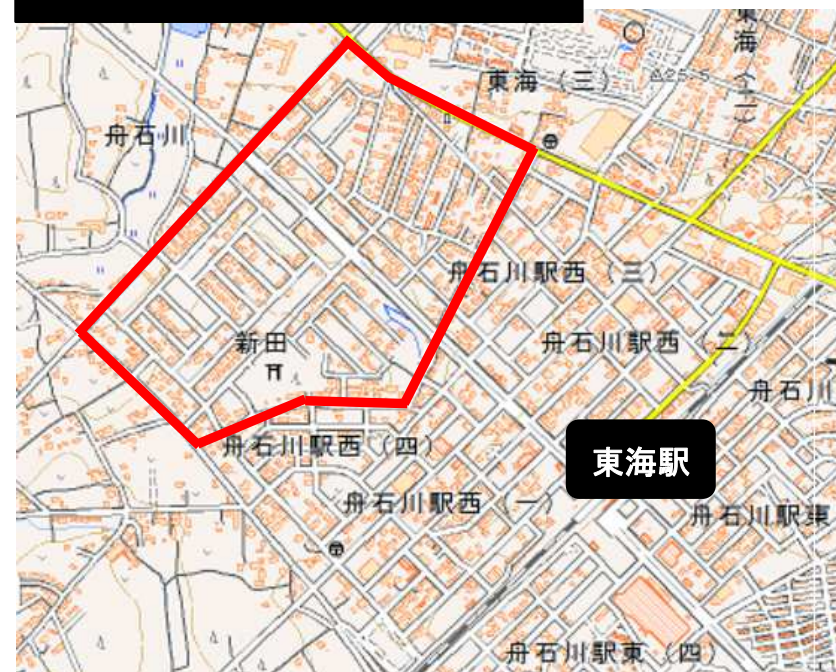 東海（三）
25.5
東海（二）
舟石川
舟石川駅西（三）
新田
舟石川駅西（二）
舟石川
舟石川駅西（四）
東海駅
舟石川駅西（一）
舟石川駅東
舟石川駅東（四）